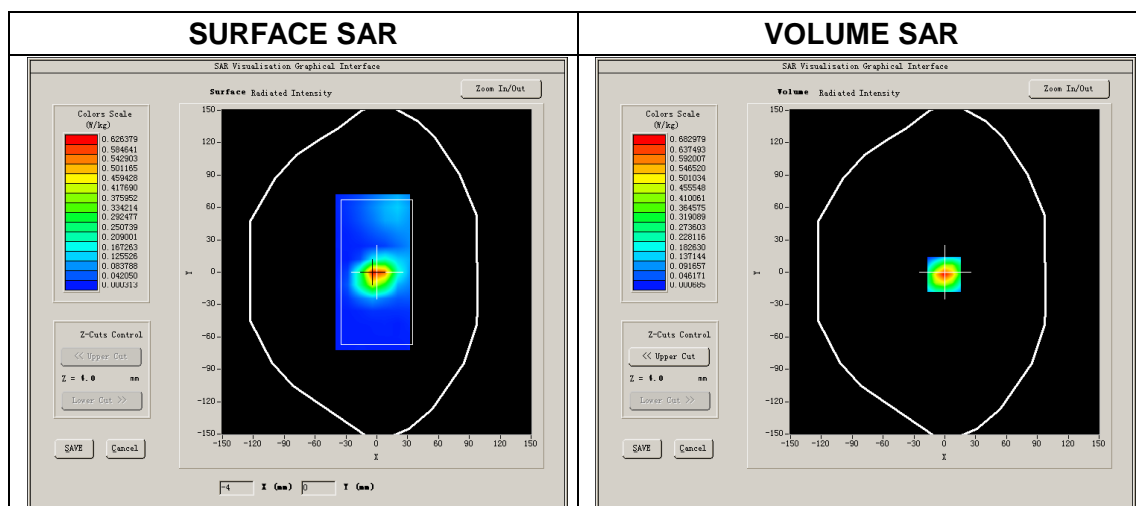 SURFACE SAR
VOLUME SAR
SAR Visualisation Graphical Interface
Surface Radiated Intensity
Zoom In/Out
Colors Scale
(W/kg)
0.626379
0.584641
0.542903
0.501165
0.459428
0.417690
0.375952
0.334214
0.292477
0.250739
0.209001
0.167263
0.125526
0.083788
0.042050
0.000313
150
120
90
60
30
0
-30
-60
-90
-120
-150
Y
-150 -120 -90 -60 -30 0 30 60 90 120 150
X
Z-Cuts Control
<< Upper Cut
Z = 4.0 mm
Lower Cut >>
SAVE
Cancel
-4 X (mm) 0 Y (mm)
SAR Visualisation Graphical Interface
Volume Radiated Intensity
Zoom In/Out
Colors Scale
(W/kg)
0.682979
0.637493
0.592007
0.546520
0.501034
0.455548
0.410061
0.364575
0.319089
0.273603
0.228116
0.182630
0.137144
0.091657
0.046171
0.000685
150
120
90
60
30
0
-30
-60
-90
-120
-150
Y
-150 -120 -90 -60 -30 0 30 60 90 120 150
X
Z-Cuts Control
<< Upper Cut
Z = 4.0 mm
Lower Cut >>
SAVE
Cancel